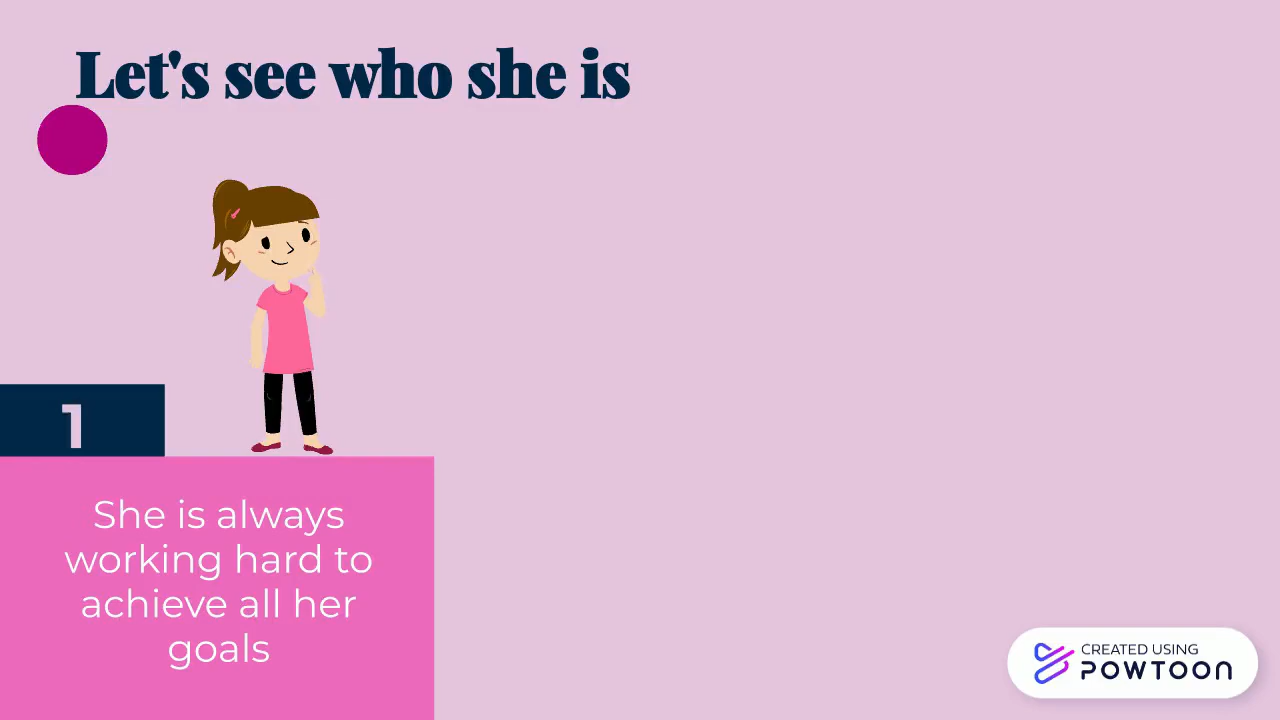 Let's see who she is
1
She is always
working hard to
achieve all her
goals
CREATED USING
POWTOON